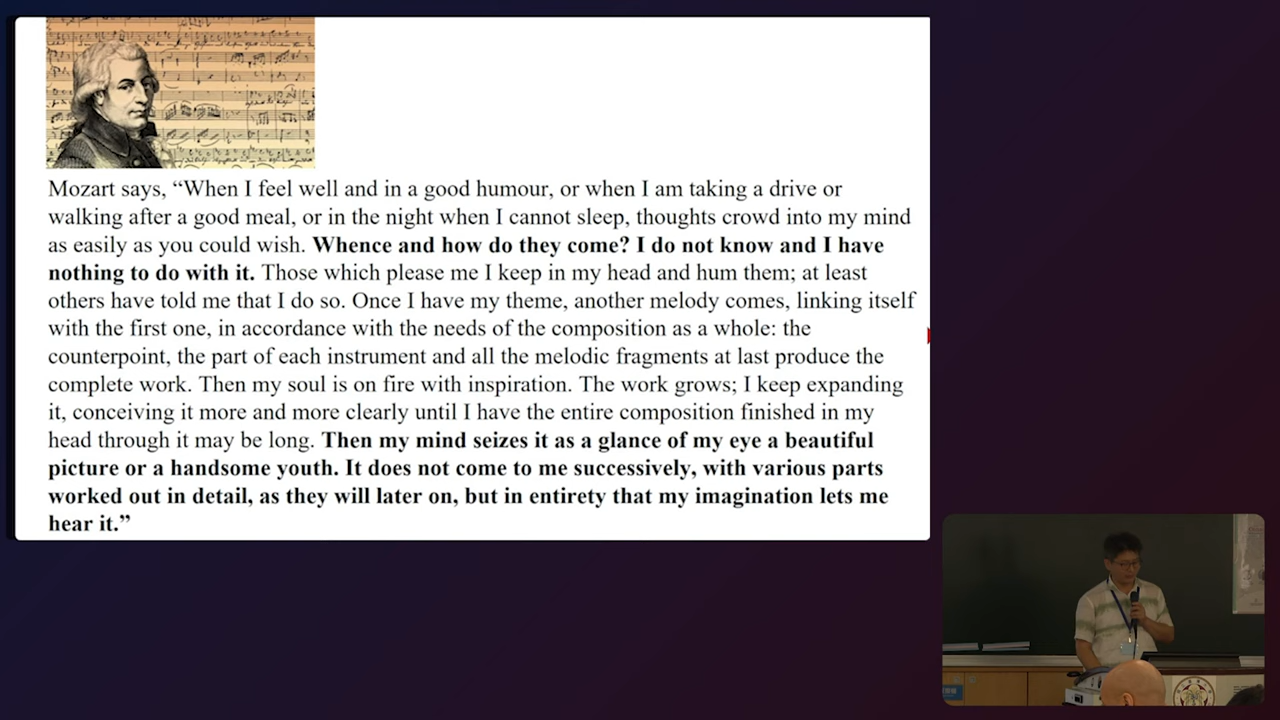 Mozart says, “When I feel well and in a good humour, or when I am taking a drive or
walking after a good meal, or in the night when I cannot sleep, thoughts crowd into my mind
as easily as you could wish. Whence and how do they come? I do not know and I have
nothing to do with it. Those which please me I keep in my head and hum them; at least
others have told me that I do so. Once I have my theme, another melody comes, linking itself
with the first one, in accordance with the needs of the composition as a whole: the
counterpoint, the part of each instrument and all the melodic fragments at last produce the
complete work. Then my soul is on fire with inspiration. The work grows; I keep expanding
it, conceiving it more and more clearly until I have the entire composition finished in my
head through it may be long. Then my mind seizes it as a glance of my eye a beautiful
picture or a handsome youth. It does not come to me successively, with various parts
worked out in detail, as they will later on, but in entirety that my imagination lets me
hear it.”